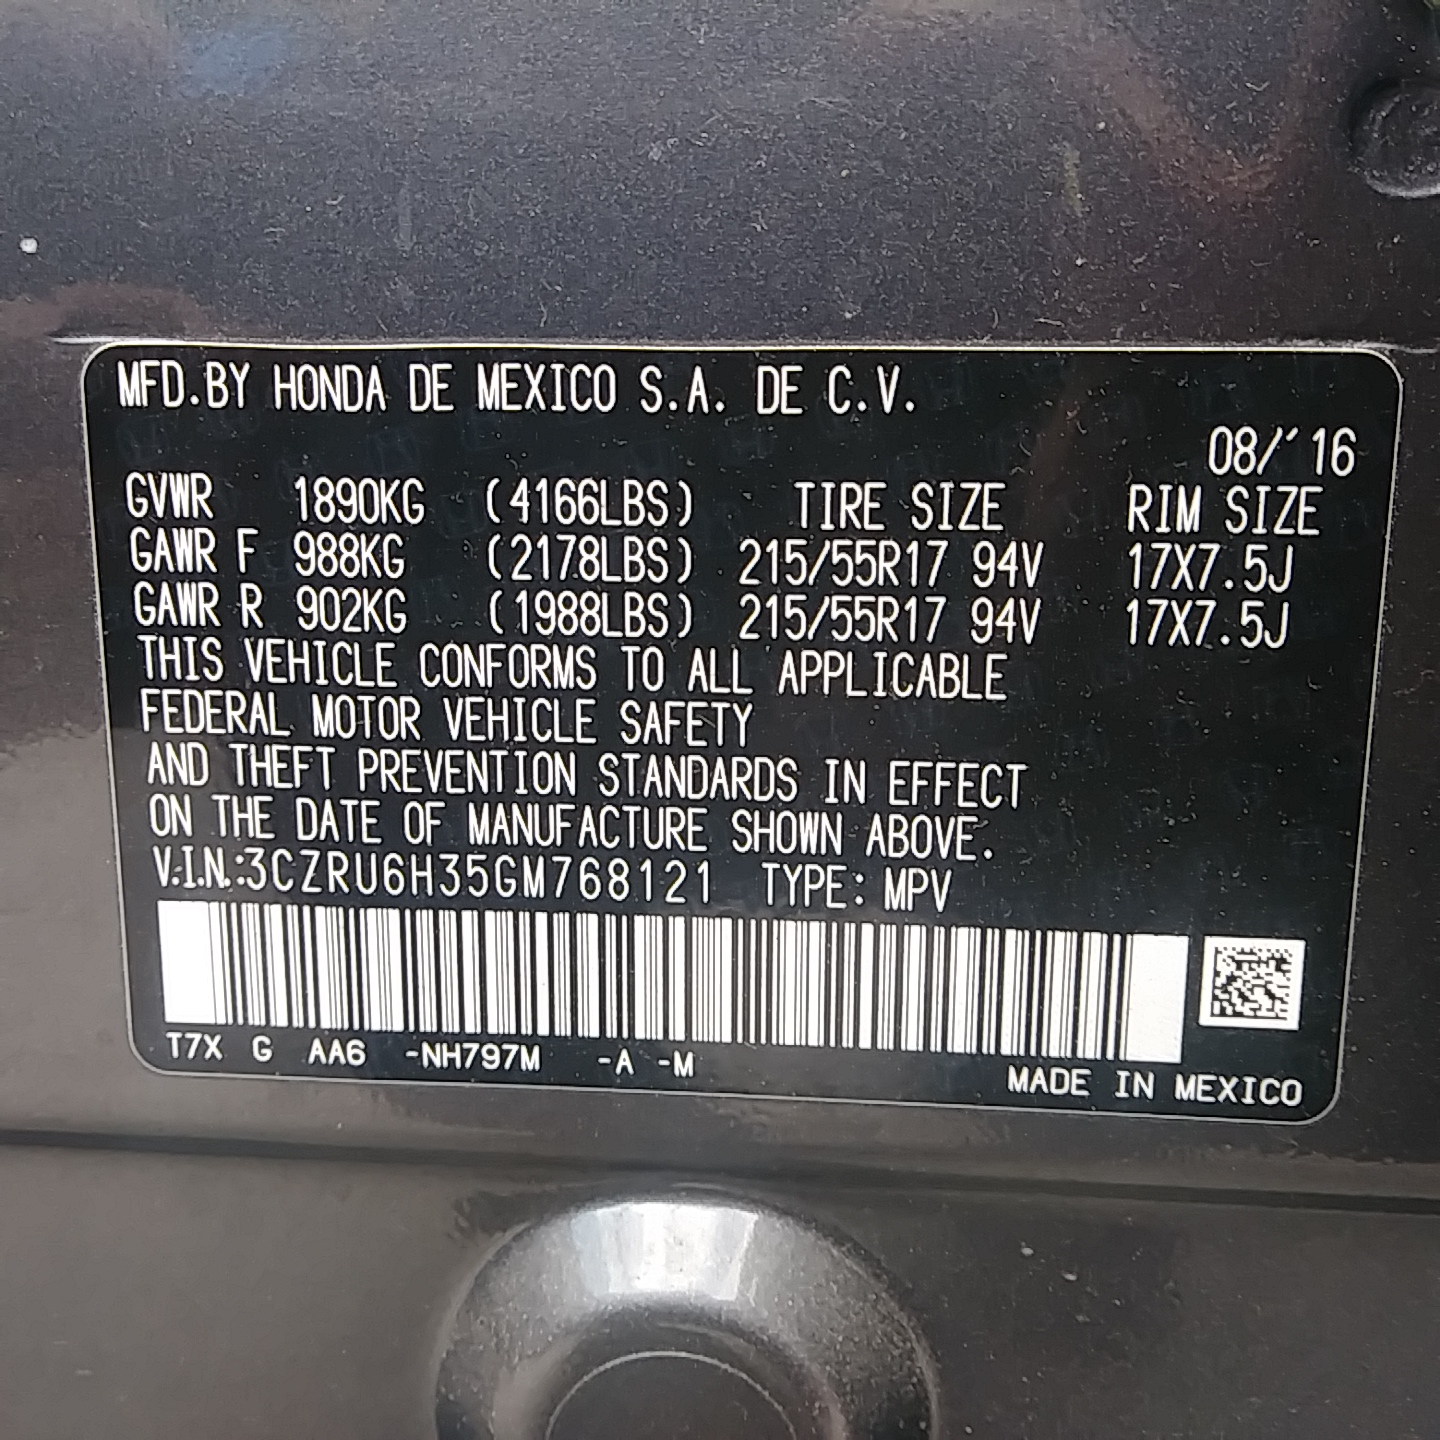 MFD.BY HONDA DE MEXICO S.A. DE C.V.
08/´16
GVWR 1890KG (4166LBS) TIRE SIZE RIM SIZE
GAWR F 988KG (2178LBS) 215/55R17 94V 17X7.5J
GAWR R 902KG (1988LBS) 215/55R17 94V 17X7.5J
THIS VEHICLE CONFORMS TO ALL APPLICABLE
FEDERAL MOTOR VEHICLE SAFETY
AND THEFT PREVENTION STANDARDS IN EFFECT
ON THE DATE OF MANUFACTURE SHOWN ABOVE.
V.I.N.:3CZRU6H35GM768121 TYPE: MPV
T7X G AA6 -NH797M -A -M
MADE IN MEXICO